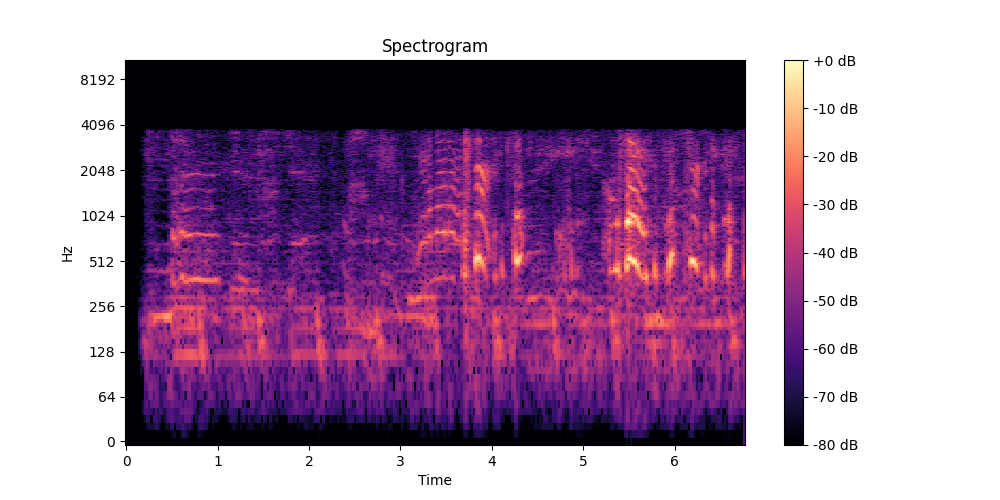 Spectrogram
Hz
8192
4096
2048
1024
512
256
128
64
0
0 1 2 3 4 5 6
Time
+0 dB
-10 dB
-20 dB
-30 dB
-40 dB
-50 dB
-60 dB
-70 dB
-80 dB